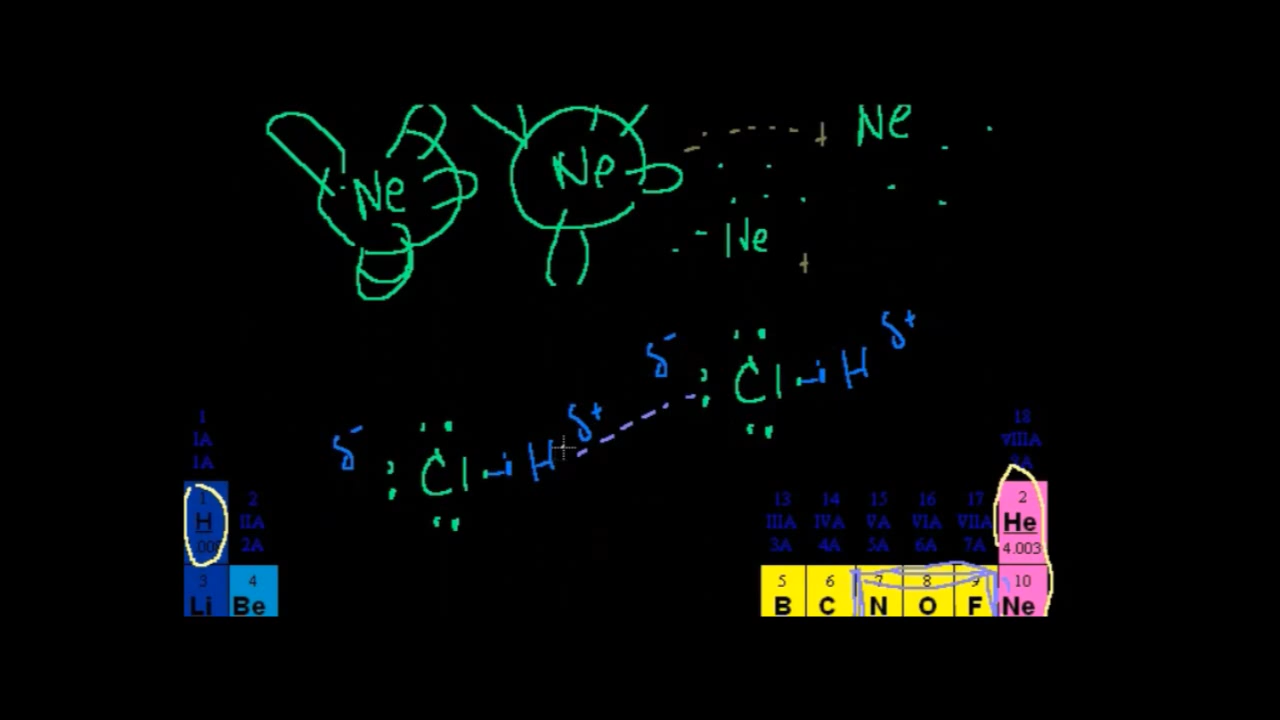 Ne Ne Ne
Ne
δ- Cl H δ+
δ- Cl H δ+
1 18
IA VIIIA
1A 2A
1 2 13 14 15 16 17 2
H IIA IIIA IVA VA VIA VIIA He
2A 3A 4A 5A 6A 7A 4.003
3 4 5 6 7 8 9 10
Li Be B C N O F Ne